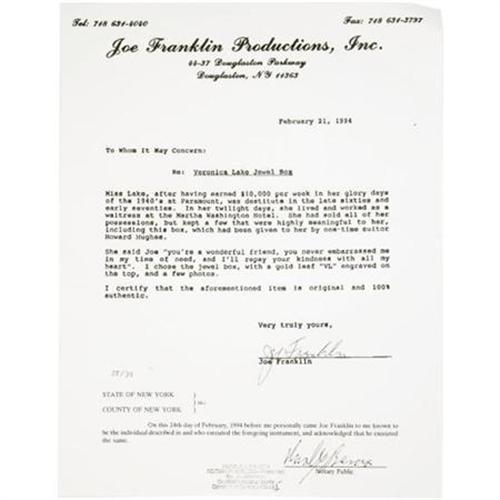 Tel: 718 631-4040 Fax: 718 631-3797
Joe Franklin Productions, Inc.
44-37 Douglaston Parkway
Douglaston, NY 11363
February 21, 1994
To Whom It May Concern:
Re: Veronica Lake Jewel Box
Miss Lake, after having earned $10,000 per week in her glory days
of the 1940's at Paramount, was destitute in the late sixties and
early seventies. In her twilight days, she lived and worked as a
waitress at the Martha Washington Hotel. She had sold all of her
possessions, but kept a few that were meaningful to her,
including this box, which had been given to her by one-time suitor
Howard Hughes.
She said Joe "you're a wonderful friend, you never embarrassed me
in my time of need, and I'll repay your kindness with all my
heart". I chose the jewel box, with a gold leaf "VL" engraved on
the top, and a few photos.
I certify that the aforementioned item is original and 100%
authentic.
Very truly yours,
Joe Franklin
Joe Franklin
STATE OF NEW YORK
COUNTY OF NEW YORK
On this 24th day of February, 1994 before me personally came Joe Franklin to me known to
be the individual described in and who executed the foregoing instrument, and acknowledged that he executed
the same.
Notary Public